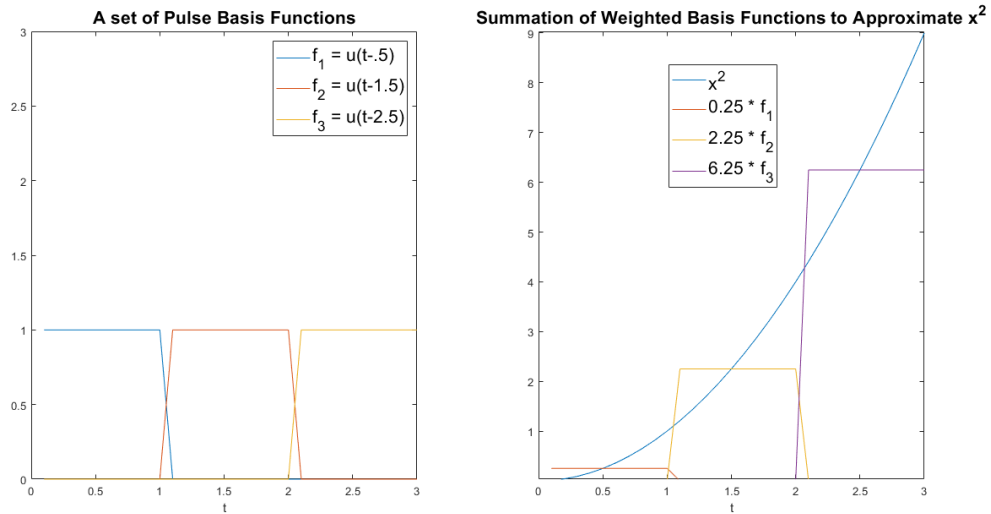 A set of Pulse Basis Functions
3
2.5
2
1.5
1
0.5
0
f1 = u(t-.5)
f2 = u(t-1.5)
f3 = u(t-2.5)
0 0.5 1 1.5 2 2.5 3
t
Summation of Weighted Basis Functions to Approximate x²
9
8
7
6
5
4
3
2
1
x²
0.25 * f1
2.25 * f2
6.25 * f3
0 0.5 1 1.5 2 2.5 3
t